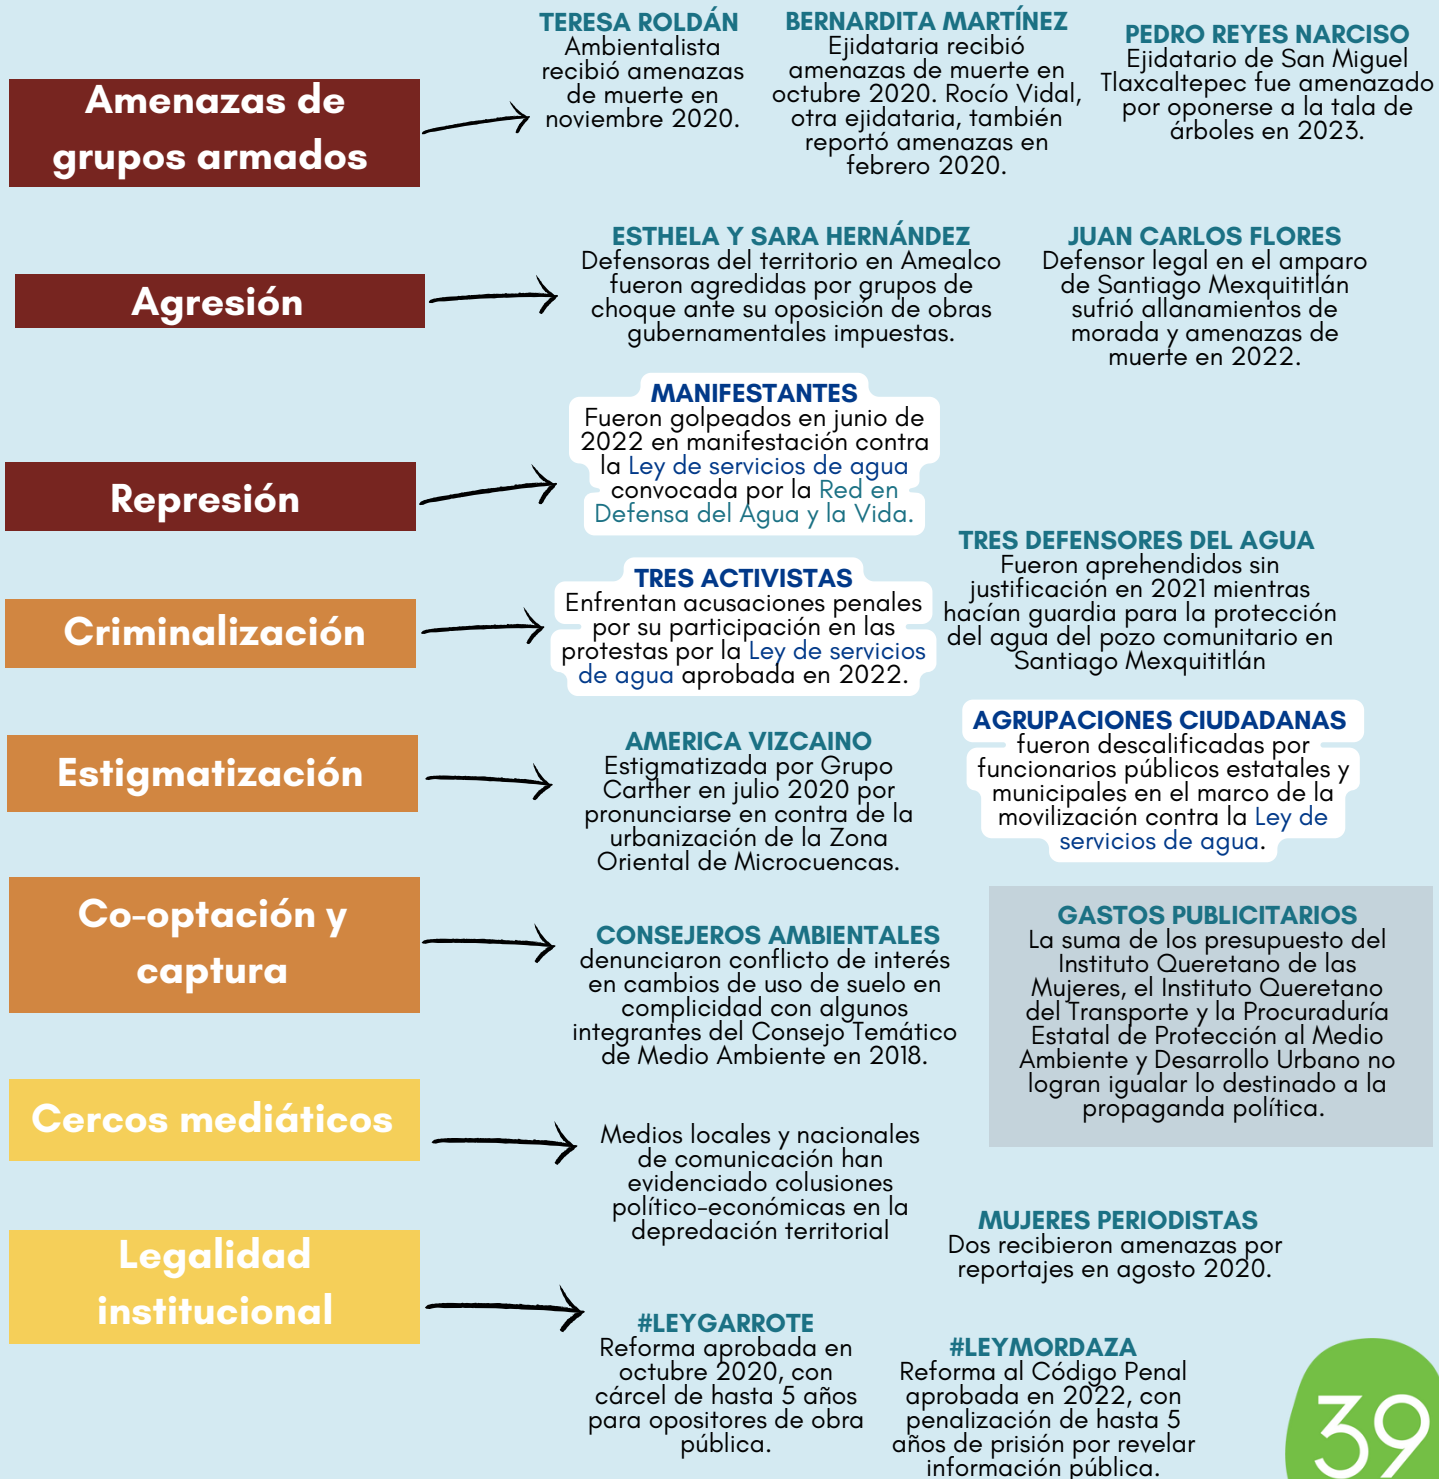 Amenazas de
grupos armados
TERESA ROLDÁN
Ambientalista
recibió amenazas
de muerte en
noviembre 2020.
BERNARDITA MARTÍNEZ
Ejidataria recibió
amenazas de muerte en
octubre 2020. Rocío Vidal,
otra ejidataria, también
reportó amenazas en
febrero 2020.
PEDRO REYES NARCISO
Ejidatario de San Miguel
Tlaxcaltepec fue amenazado
por oponerse a la tala de
árboles en 2023.
Agresión
ESTHELA Y SARA HERNÁNDEZ
Defensoras del territorio en Amealco
fueron agredidas por grupos de
choque ante su oposición de obras
gubernamentales impuestas.
JUAN CARLOS FLORES
Defensor legal en el amparo
de Santiago Mexquititlán
sufrió allanamientos de
morada y amenazas de
muerte en 2022.
Represión
MANIFESTANTES
Fueron golpeados en junio de
2022 en manifestación contra
la Ley de servicios de agua
convocada por la Red en
Defensa del Agua y la Vida.
Criminalización
TRES ACTIVISTAS
Enfrentan acusaciones penales
por su participación en las
protestas por la Ley de servicios
de agua aprobada en 2022.
TRES DEFENSORES DEL AGUA
Fueron aprehendidos sin
justificación en 2021 mientras
hacían guardia para la protección
del agua del pozo comunitario en
Santiago Mexquititlán
Estigmatización
AMERICA VIZCAINO
Estigmatizada por Grupo
Carther en julio 2020 por
pronunciarse en contra de la
urbanización de la Zona
Oriental de Microcuencas.
AGRUPACIONES CIUDADANAS
fueron descalificadas por
funcionarios públicos estatales y
municipales en el marco de la
movilización contra la Ley de
servicios de agua.
Co-optación y
captura
CONSEJEROS AMBIENTALES
denunciaron conflicto de interés
en cambios de uso de suelo en
complicidad con algunos
integrantes del Consejo Temático
de Medio Ambiente en 2018.
GASTOS PUBLICITARIOS
La suma de los presupuesto del
Instituto Queretano de las
Mujeres, el Instituto Queretano
del Transporte y la Procuraduría
Estatal de Protección al Medio
Ambiente y Desarrollo Urbano no
logran igualar lo destinado a la
propaganda política.
Cercos mediáticos
Medios locales y nacionales
de comunicación han
evidenciado colusiones
político-económicas en la
depredación territorial
MUJERES PERIODISTAS
Dos recibieron amenazas por
reportajes en agosto 2020.
Legalidad
institucional
#LEYGARROTE
Reforma aprobada en
octubre 2020, con
cárcel de hasta 5 años
para opositores de obra
pública.
#LEYMORDAZA
Reforma al Código Penal
aprobada en 2022, con
penalización de hasta 5
años de prisión por revelar
información pública.
39